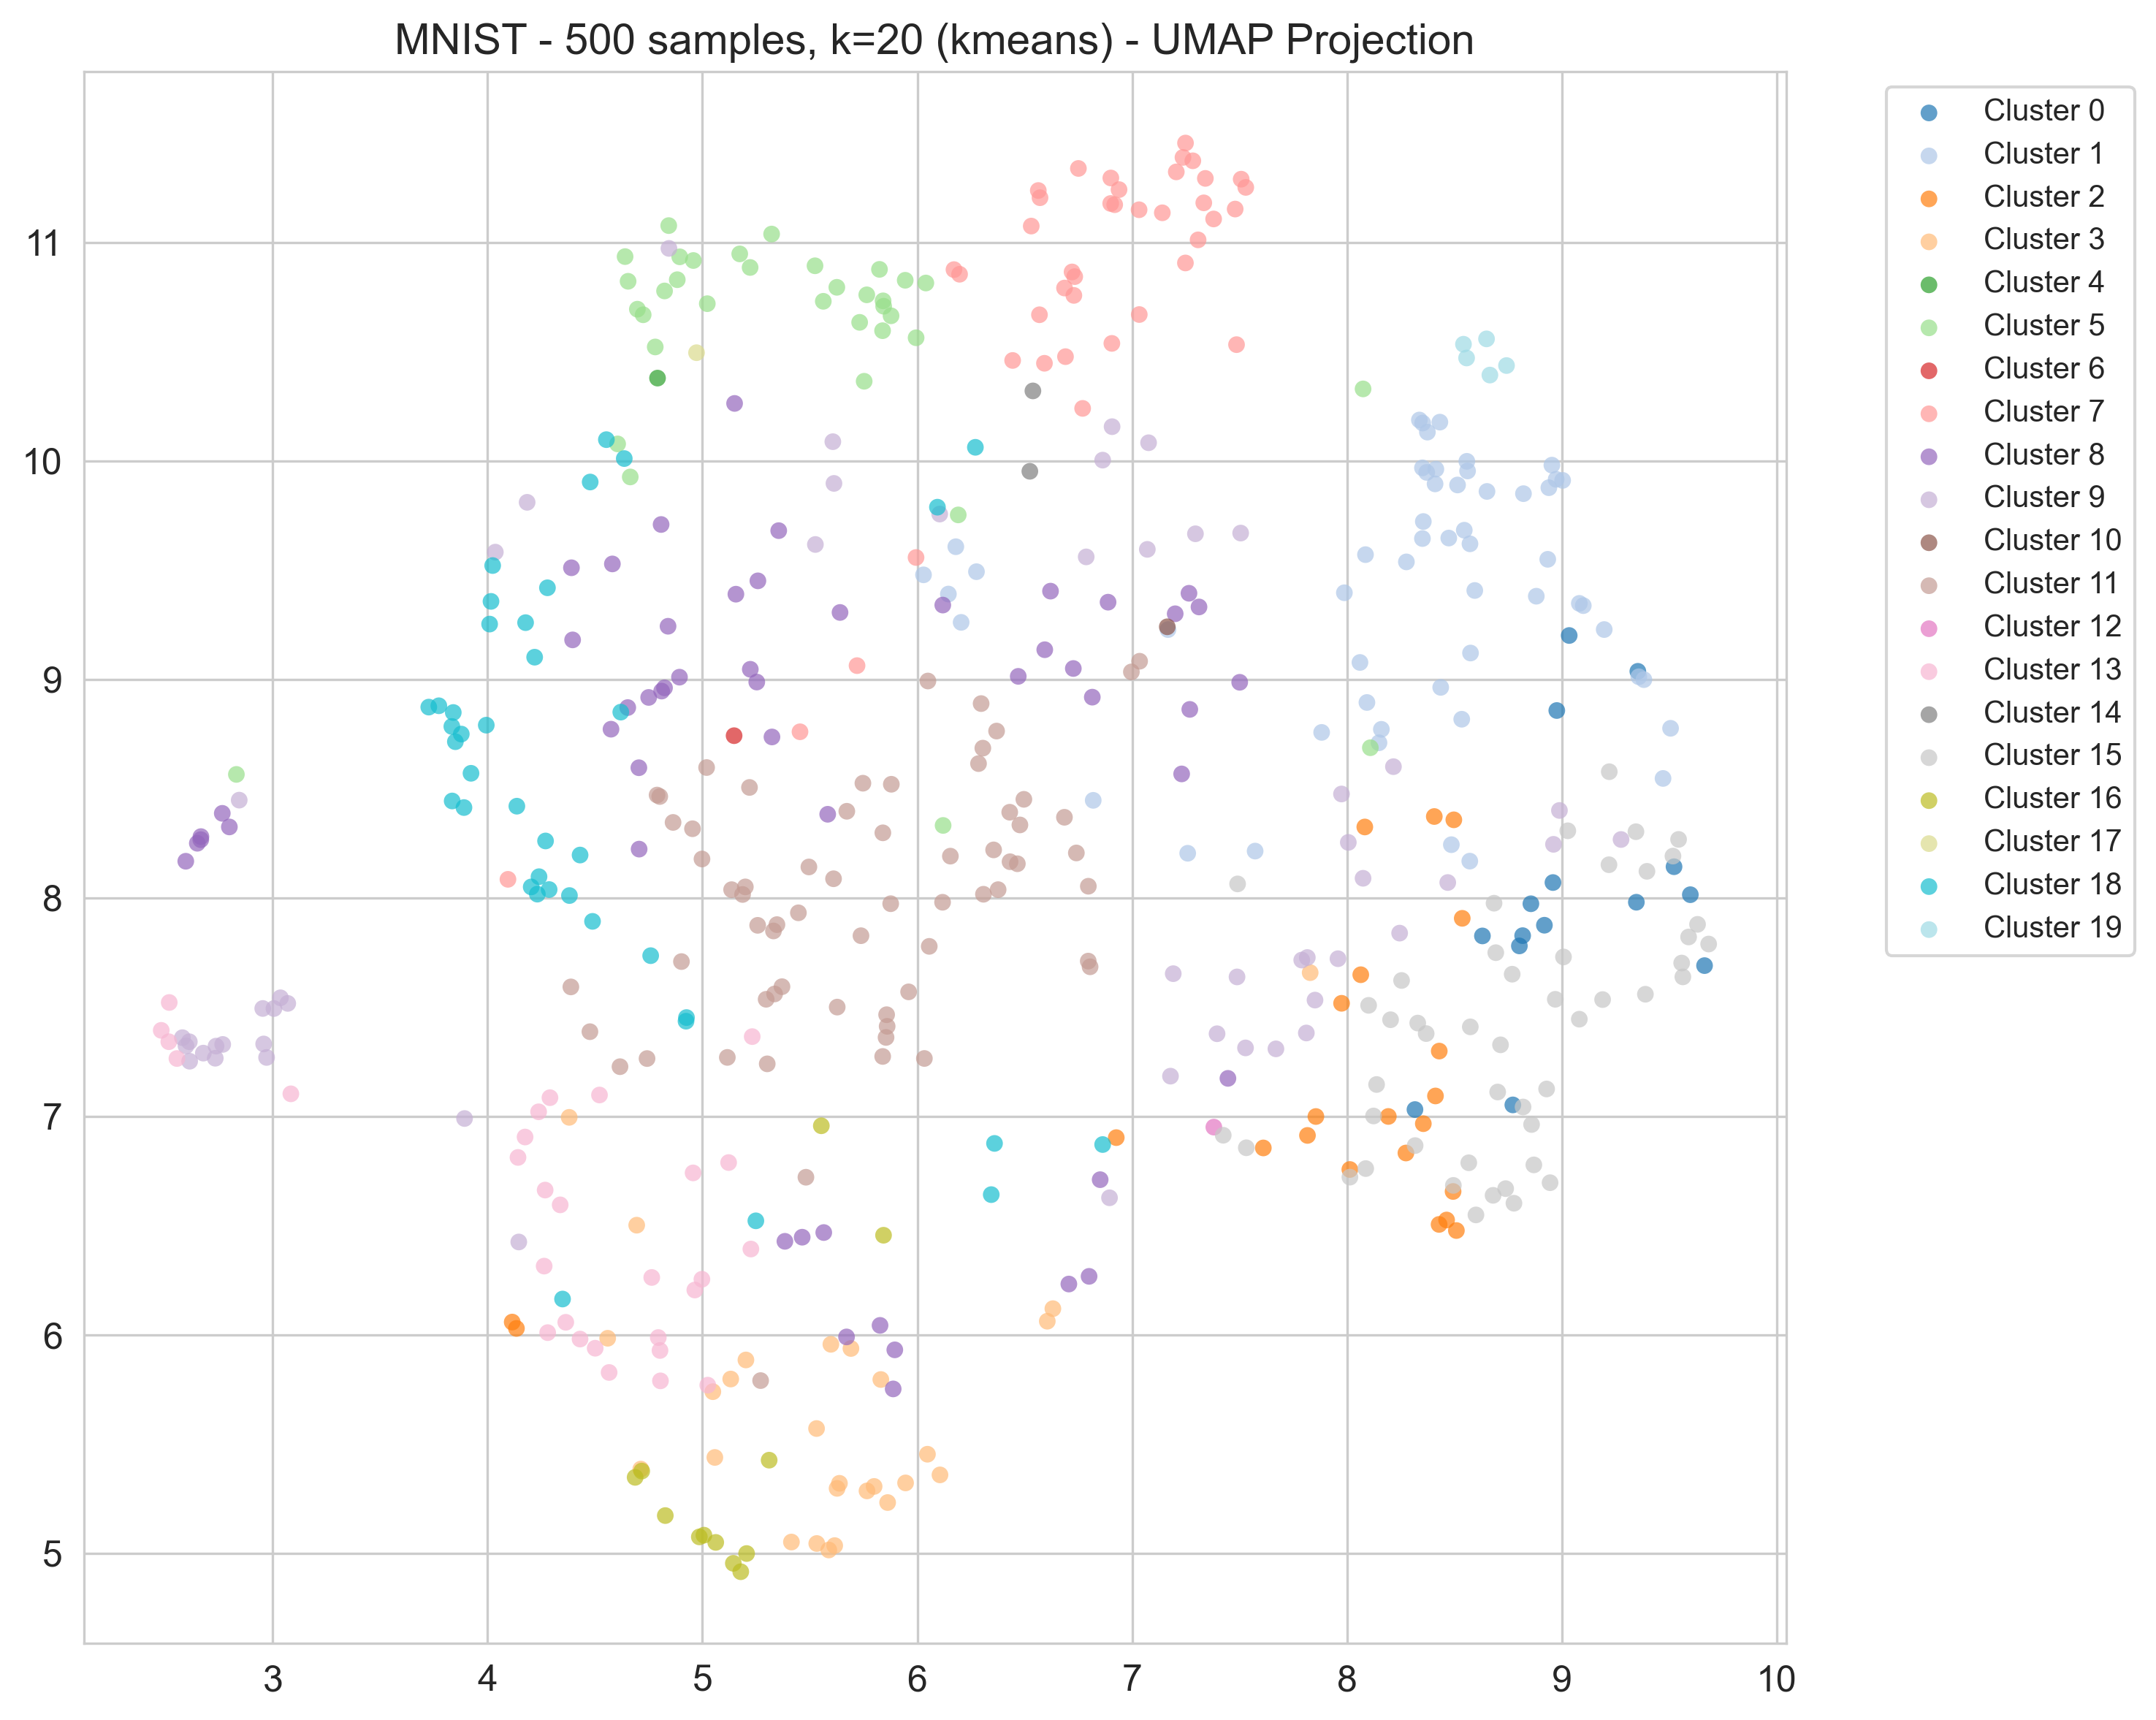 MNIST - 500 samples, k=20 (kmeans) - UMAP Projection
11
10
9
8
7
6
5
3 4 5 6 7 8 9 10
Cluster 0
Cluster 1
Cluster 2
Cluster 3
Cluster 4
Cluster 5
Cluster 6
Cluster 7
Cluster 8
Cluster 9
Cluster 10
Cluster 11
Cluster 12
Cluster 13
Cluster 14
Cluster 15
Cluster 16
Cluster 17
Cluster 18
Cluster 19